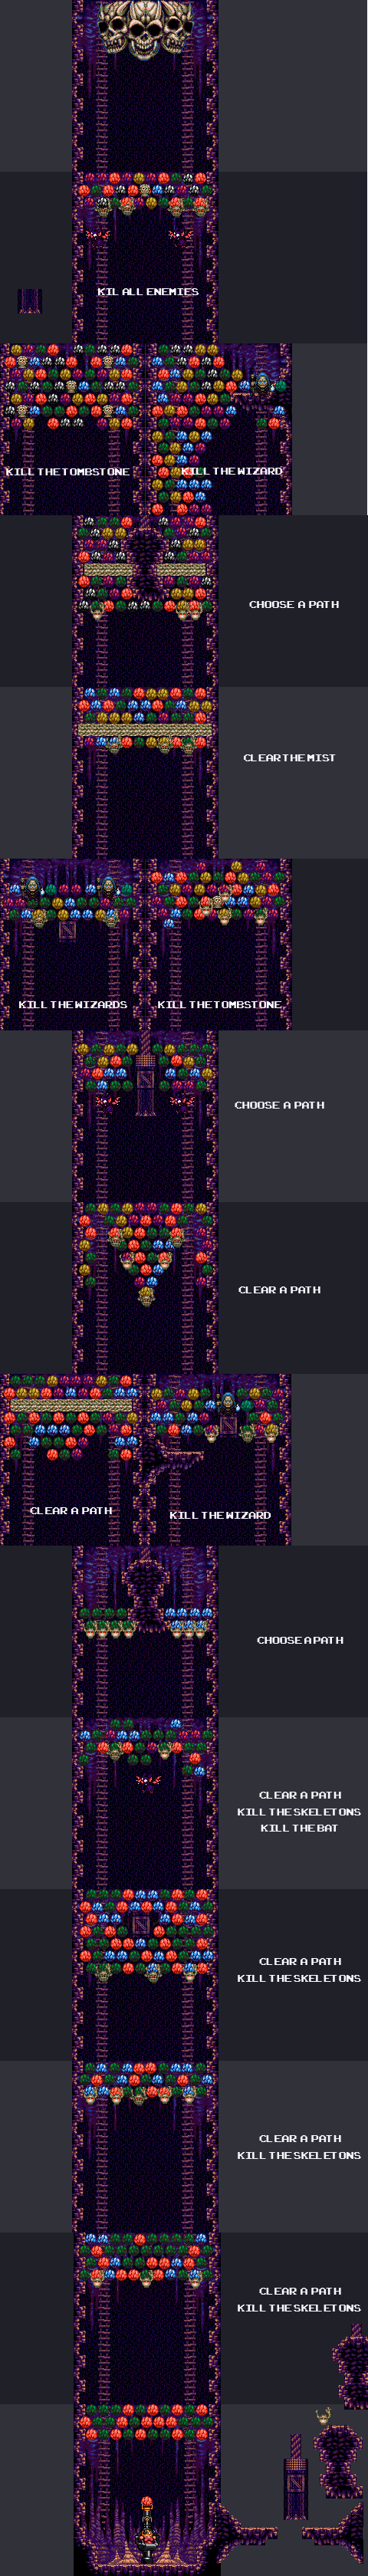 KIL ALL ENEMIES
KILL THE TOMBSTONE
KILL THE WIZARD
CHOOSE A PATH
CLEAR THE MIST
KILL THE WIZARDS
KILL THE TOMBSTONE
CHOOSE A PATH
CLEAR A PATH
CLEAR A PATH
KILL THE WIZARD
CHOOSE A PATH
CLEAR A PATH
KILL THE SKELETONS
KILL THE BAT
CLEAR A PATH
KILL THE SKELETONS
CLEAR A PATH
KILL THE SKELETONS
CLEAR A PATH
KILL THE SKELETONS